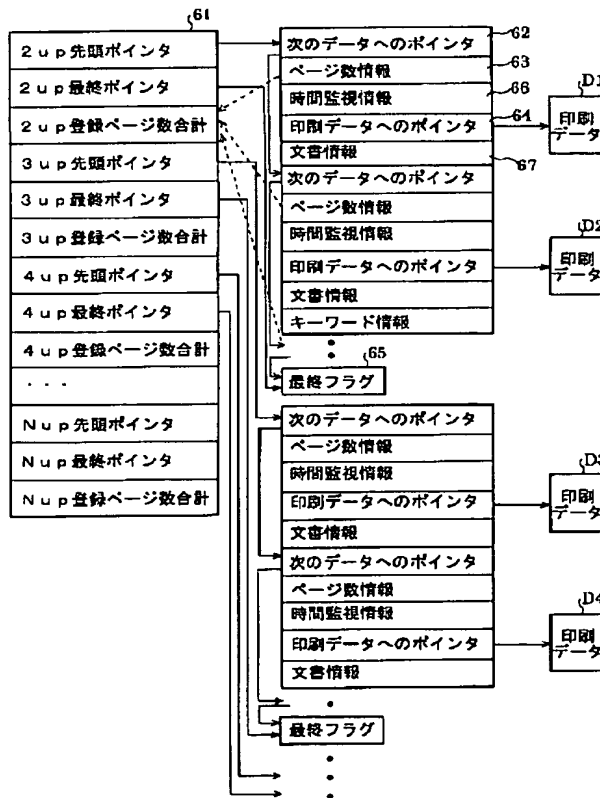 61
2up先頭ポインタ
2up最終ポインタ
2up登録ページ数合計
3up先頭ポインタ
3up最終ポインタ
3up登録ページ数合計
4up先頭ポインタ
4up最終ポインタ
4up登録ページ数合計
・・・
Nup先頭ポインタ
Nup最終ポインタ
Nup登録ページ数合計
次のデータへのポインタ
62
ページ数情報
63
時間監視情報
66
印刷データへのポインタ
64
文書情報
67
次のデータへのポインタ
ページ数情報
時間監視情報
印刷データへのポインタ
文書情報
キーワード情報
65
最終フラグ
次のデータへのポインタ
ページ数情報
時間監視情報
印刷データへのポインタ
文書情報
次のデータへのポインタ
ページ数情報
時間監視情報
印刷データへのポインタ
文書情報
最終フラグ
D1
印刷
データ
D2
印刷
データ
D3
印刷
データ
D4
印刷
データ